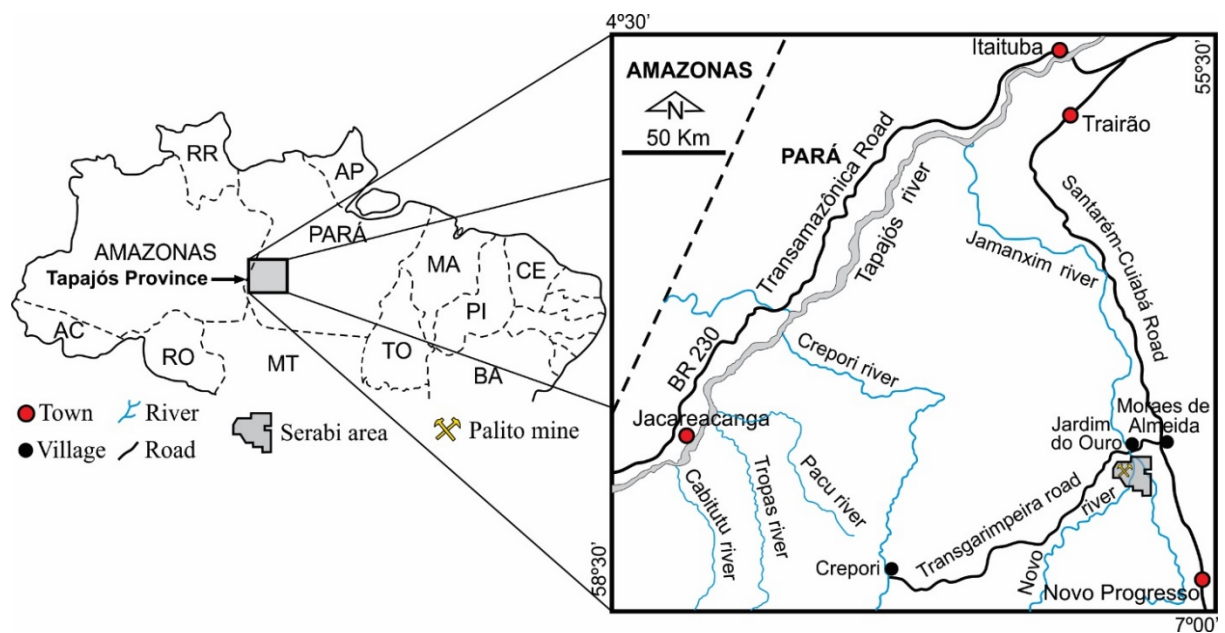 4º30’
55º30’
58º30’
7º00’
RR
AP
AMAZONAS
PARÁ
Tapajós Province
MA
CE
PI
AC
RO
MT
TO
BA
Town
River
Village
Road
Serabi area
Palito mine
AMAZONAS
N
50 Km
PARÁ
Itaituba
Trairão
Transamazônica Road
Tapajós river
Santarém-Cuiabá Road
Jamanxim river
BR 230
Crepori river
Jacareacanga
Moraes de
Almeida
Jardim
do Ouro
Cabitutu river
Tropas river
Pacu river
Transgarimpeira road
Novo river
Crepori
Novo Progresso